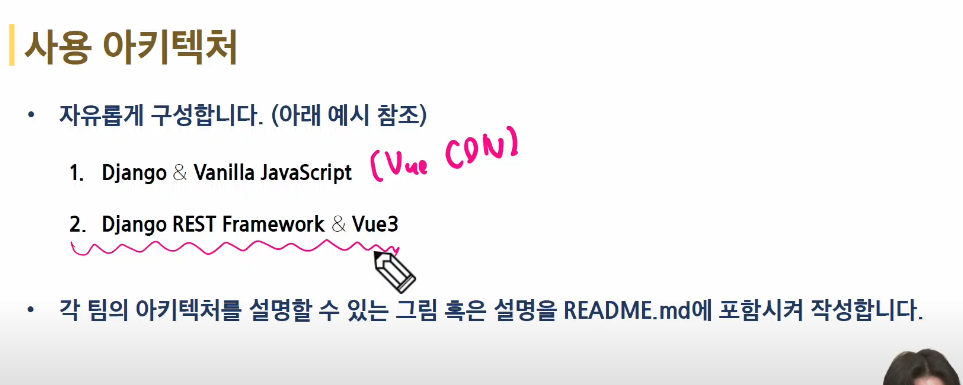 사용 아키텍처
• 자유롭게 구성합니다. (아래 예시 참조)
1. Django & Vanilla JavaScript (Vue CDN)
2. Django REST Framework & Vue3
• 각 팀의 아키텍처를 설명할 수 있는 그림 혹은 설명을 README.md에 포함시켜 작성합니다.